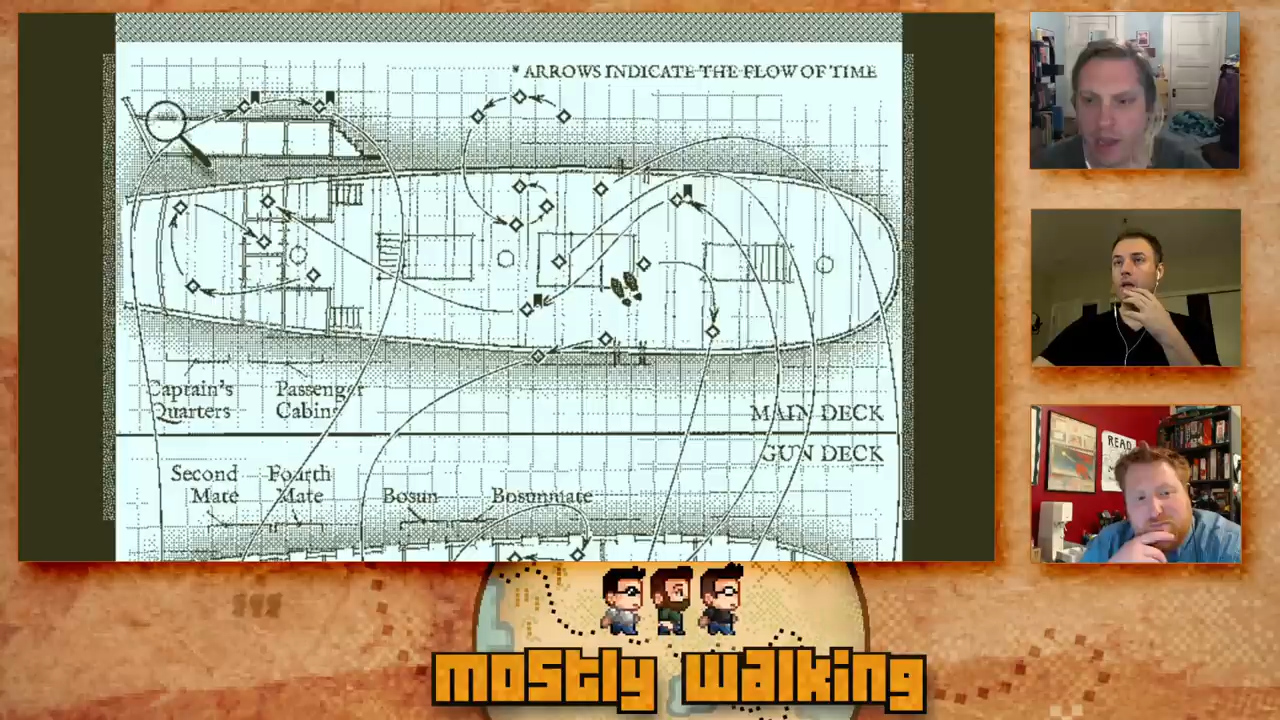 * ARROWS INDICATE THE FLOW OF TIME
Captain's Passenger
Quarters Cabins
MAIN DECK
GUN DECK
Second Fourth
Mate Mate Bosun Bosunmate
READ
mostly walking